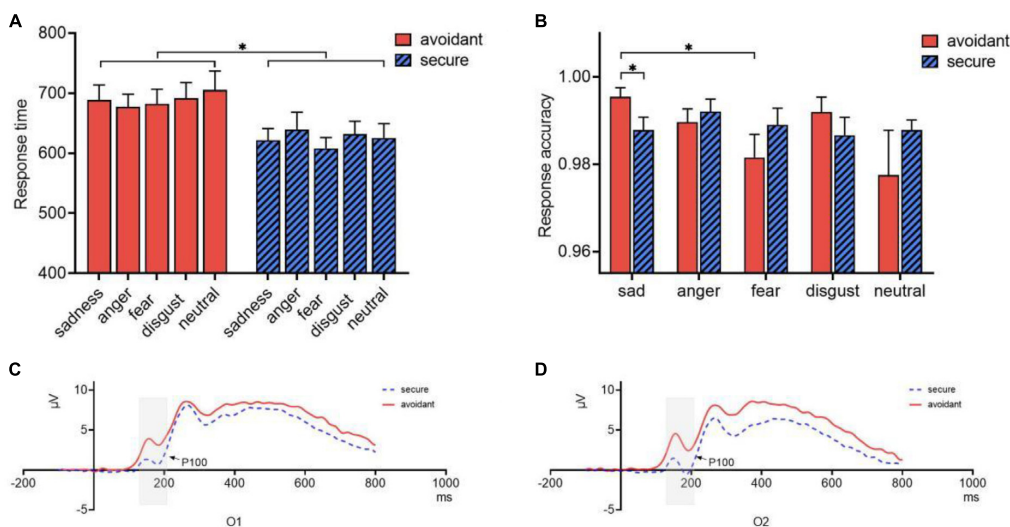 A
800
700
600
500
400
Response time
*
avoidant
secure
sadness
anger
fear
disgust
neutral
sadness
anger
fear
disgust
neutral
B
1.00
0.98
0.96
Response accuracy
*
*
avoidant
secure
sad anger fear disgust neutral
C
μV
10
5
-5
secure
avoidant
P100
-200 200 400 600 800 1000
ms
O1
D
μV
10
5
-5
secure
avoidant
P100
-200 200 400 600 800 1000
ms
O2